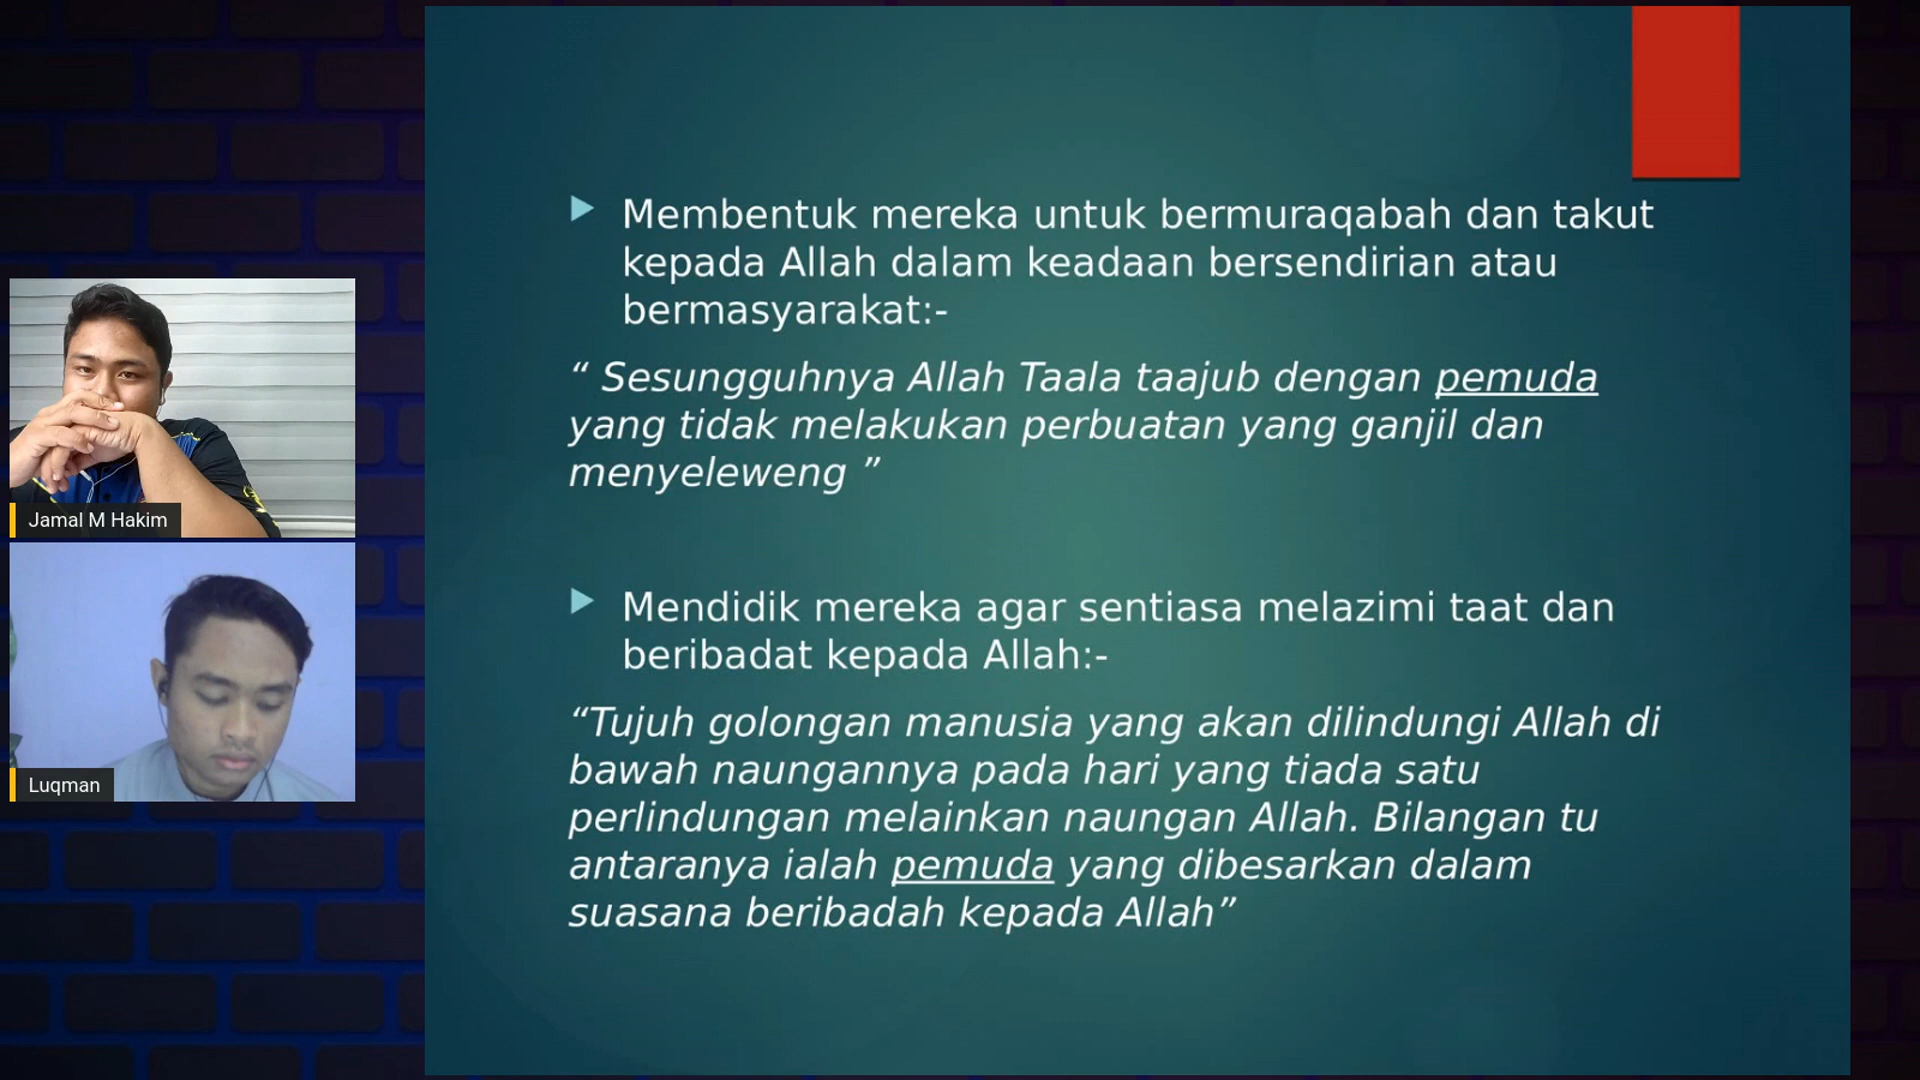 Membentuk mereka untuk bermuraqabah dan takut
kepada Allah dalam keadaan bersendirian atau
bermasyarakat:-
“ Sesungguhnya Allah Taala taajub dengan pemuda
yang tidak melakukan perbuatan yang ganjil dan
menyeleweng ”
Mendidik mereka agar sentiasa melazimi taat dan
beribadat kepada Allah:-
“Tujuh golongan manusia yang akan dilindungi Allah di
bawah naungannya pada hari yang tiada satu
perlindungan melainkan naungan Allah. Bilangan tu
antaranya ialah pemuda yang dibesarkan dalam
suasana beribadah kepada Allah”
Jamal M Hakim
Luqman